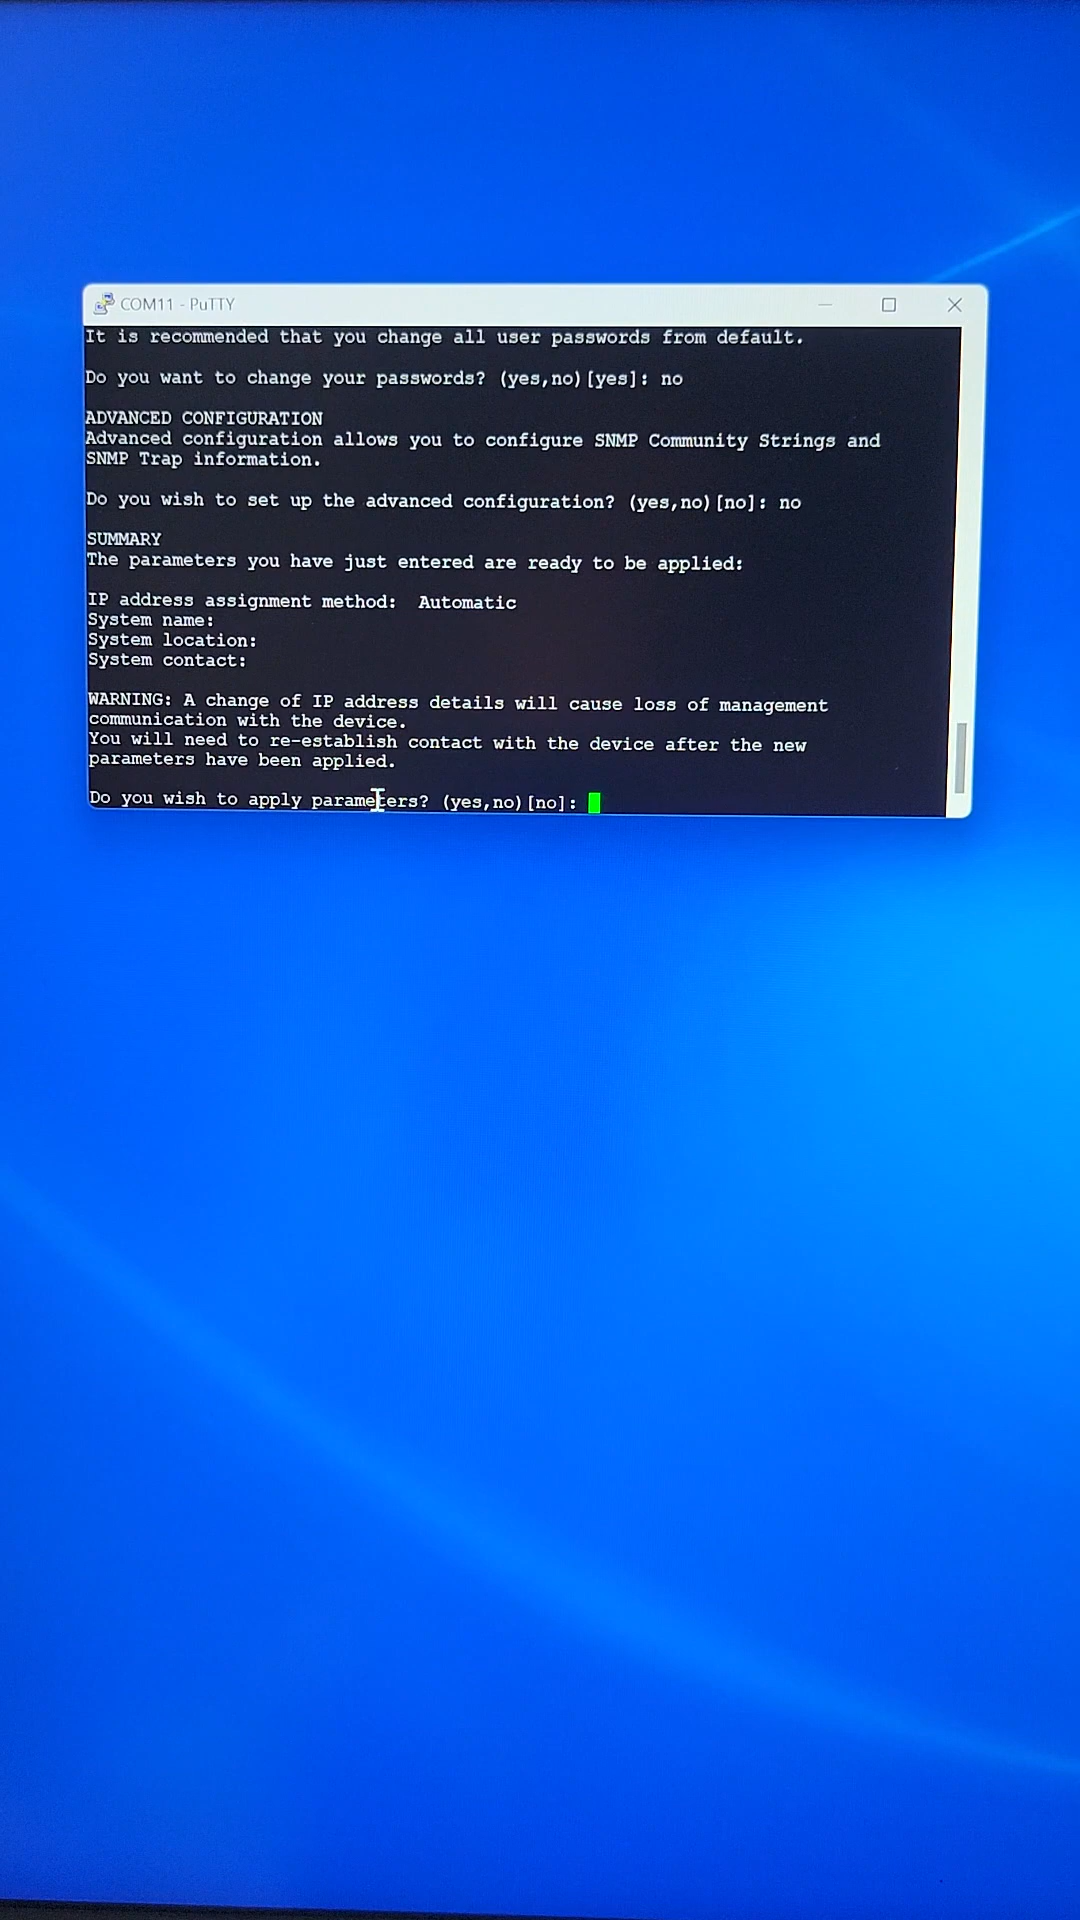 COM11 - PuTTY
It is recommended that you change all user passwords from default.
Do you want to change your passwords? (yes,no)[yes]: no
ADVANCED CONFIGURATION
Advanced configuration allows you to configure SNMP Community Strings and
SNMP Trap information.
Do you wish to set up the advanced configuration? (yes,no)[no]: no
SUMMARY
The parameters you have just entered are ready to be applied:
IP address assignment method:  Automatic
System name:
System location:
System contact:
WARNING: A change of IP address details will cause loss of management
communication with the device.
You will need to re-establish contact with the device after the new
parameters have been applied.
Do you wish to apply parameters? (yes,no)[no]: